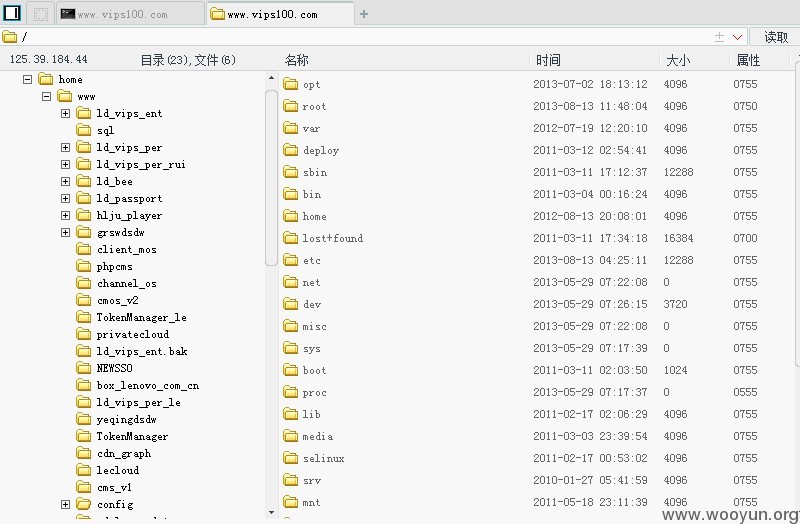 www.vips100.com www.vips100.com
/ 读取
125.39.184.44 目录(23),文件(6) 名称 时间 大小 属性
home
www
ld_vips_ent
sql
ld_vips_per
ld_vips_per_rui
ld_bee
ld_passport
hlju_player
grswdsdw
client_mos
phpcms
channel_os
cmos_v2
TokenManager_le
privatecloud
ld_vips_ent.bak
NEWSSO
box_lenovo_com_cn
ld_vips_per_le
yeqingdsdw
TokenManager
cdn_graph
lecloud
cms_v1
config
opt 2013-07-02 18:13:12 4096 0755
root 2013-08-13 11:48:04 4096 0750
var 2012-07-19 12:20:10 4096 0755
deploy 2011-03-12 02:54:41 4096 0755
sbin 2011-03-11 17:12:37 12288 0755
bin 2011-03-04 00:16:24 4096 0755
home 2012-08-13 20:08:01 4096 0755
lost+found 2011-03-11 17:34:18 16384 0700
etc 2013-08-13 04:25:11 12288 0755
net 2013-05-29 07:22:08 0 0755
dev 2013-05-29 07:26:15 3720 0755
misc 2013-05-29 07:22:08 0 0755
sys 2013-05-29 07:17:39 0 0755
boot 2011-03-11 02:03:50 1024 0755
proc 2013-05-29 07:17:37 0 0555
lib 2011-02-17 02:06:29 4096 0755
media 2011-03-03 23:39:54 4096 0755
selinux 2011-02-17 00:53:02 4096 0755
srv 2010-01-27 05:41:59 4096 0755
mnt 2011-05-18 23:11:39 4096 0755
www.wooyun.org